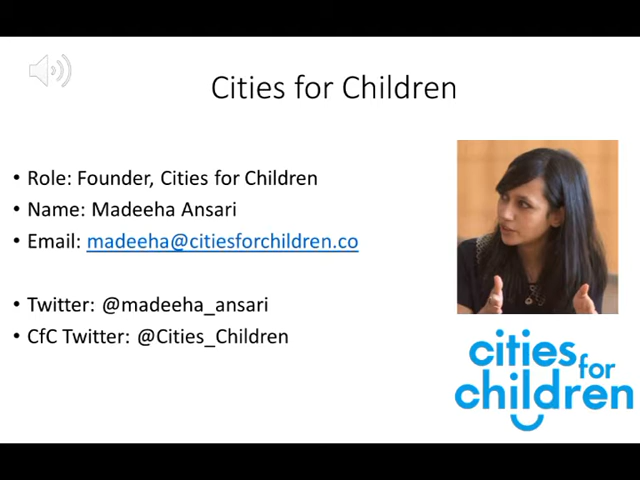 Cities for Children
• Role: Founder, Cities for Children
• Name: Madeeha Ansari
• Email: madeeha@citiesforchildren.co
• Twitter: @madeeha_ansari
• CfC Twitter: @Cities_Children
cities for
children